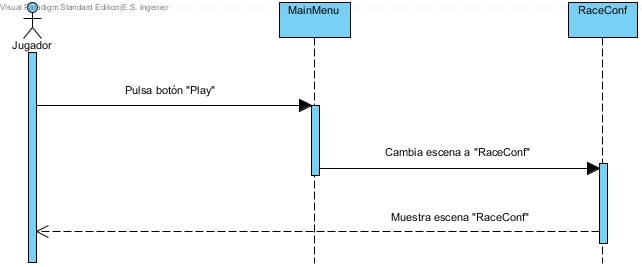 Visual Paradigm Standard Edition(E.S. Ingenier
MainMenu
RaceConf
Jugador
Pulsa botón "Play"
Cambia escena a "RaceConf"
Muestra escena "RaceConf"